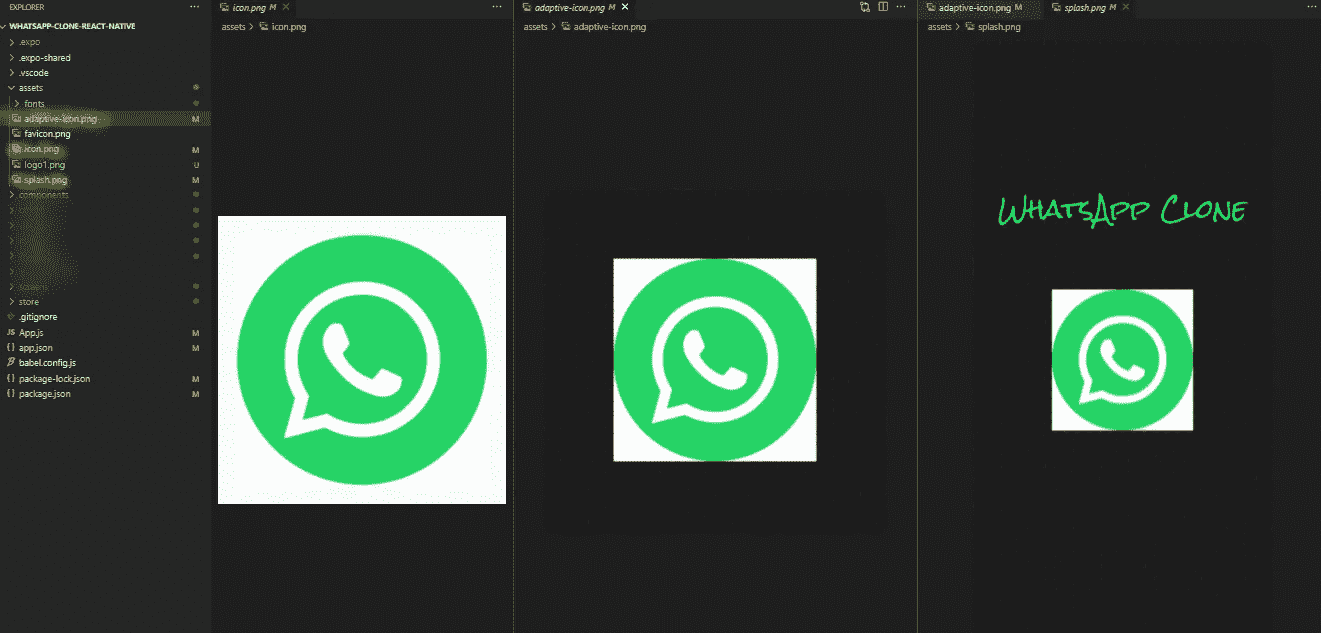 EXPLORER
WHATSAPP-CLONE-REACT-NATIVE
.expo
.expo-shared
.vscode
assets
fonts
adaptive-icon.png M
favicon.png
icon.png M
logo1.png U
splash.png M
components
screens
store
.gitignore
JS App.js M
{} app.json M
babel.config.js
{} package-lock.json M
{} package.json M
icon.png M
assets > icon.png
adaptive-icon.png M
assets > adaptive-icon.png
adaptive-icon.png M splash.png M
assets > splash.png
WhatsApp Clone